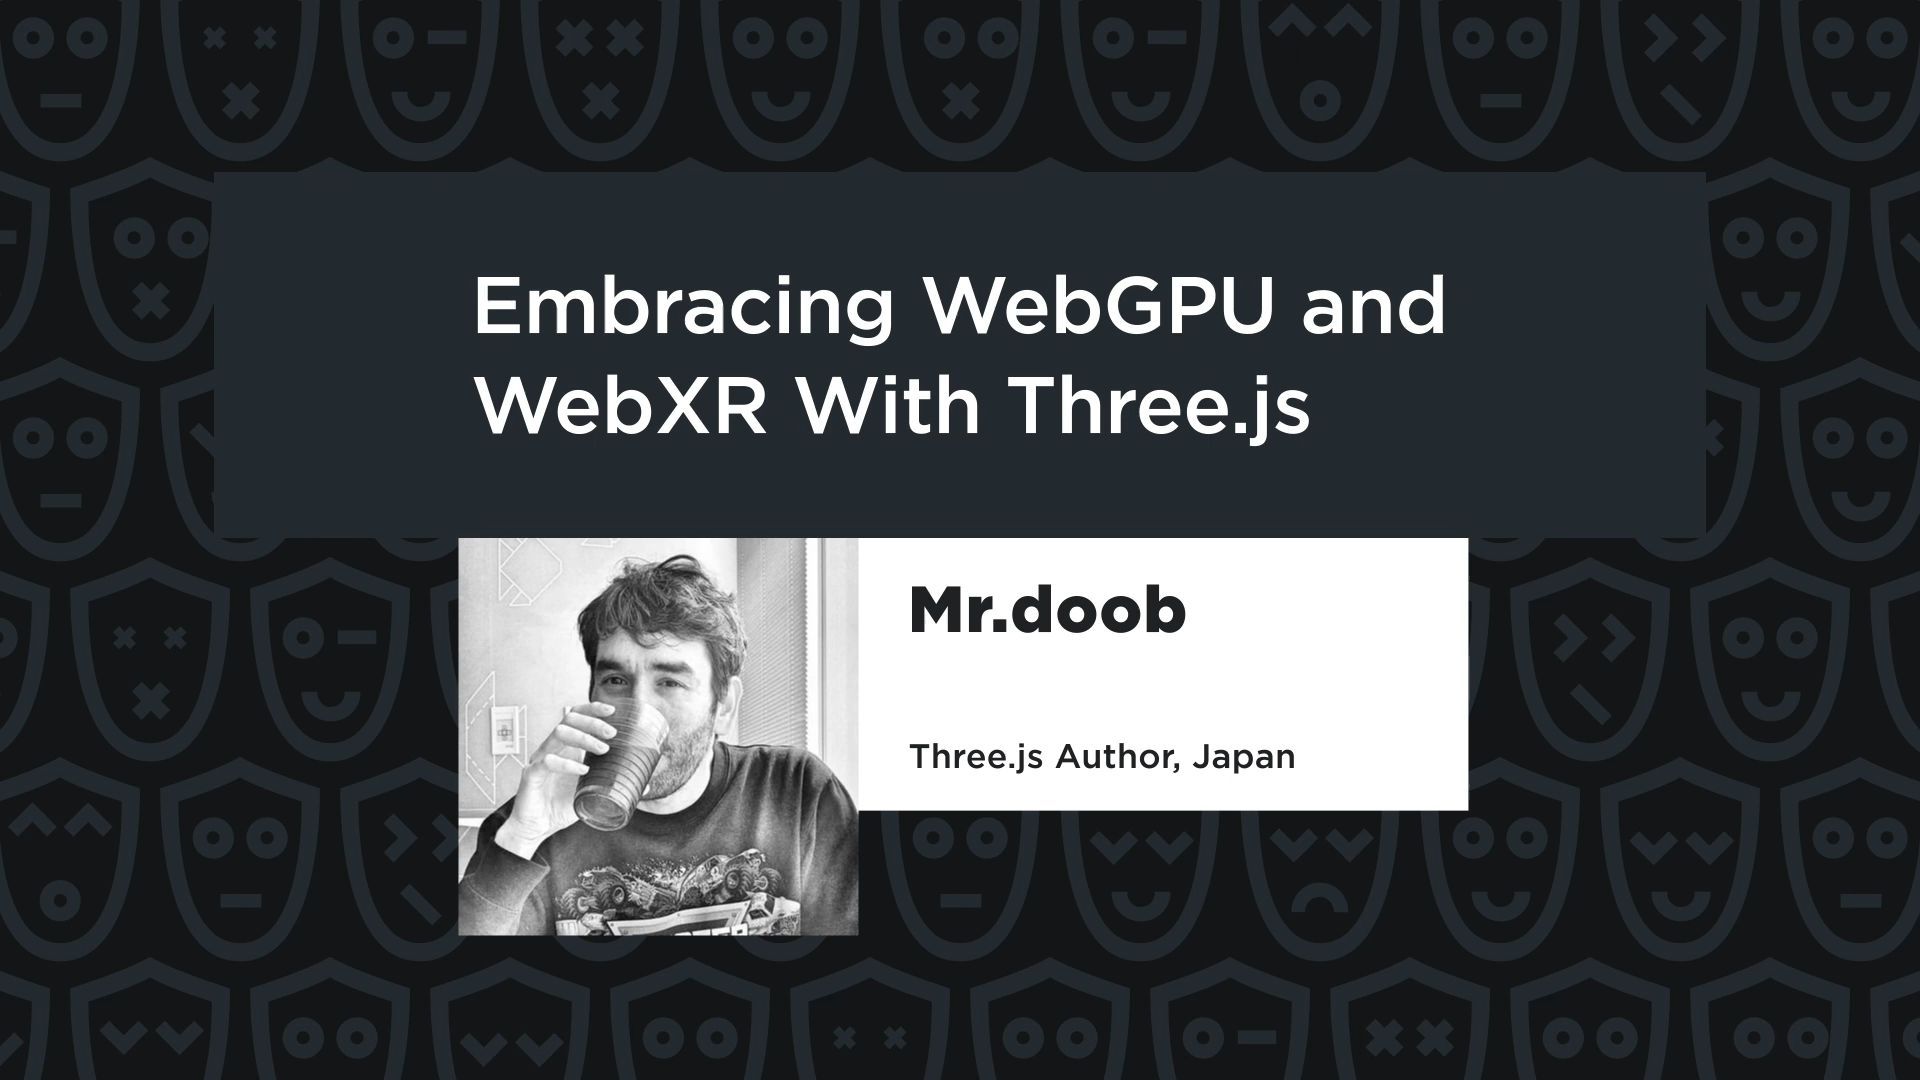 Embracing WebGPU and
WebXR With Three.js
Mr.doob
Three.js Author, Japan